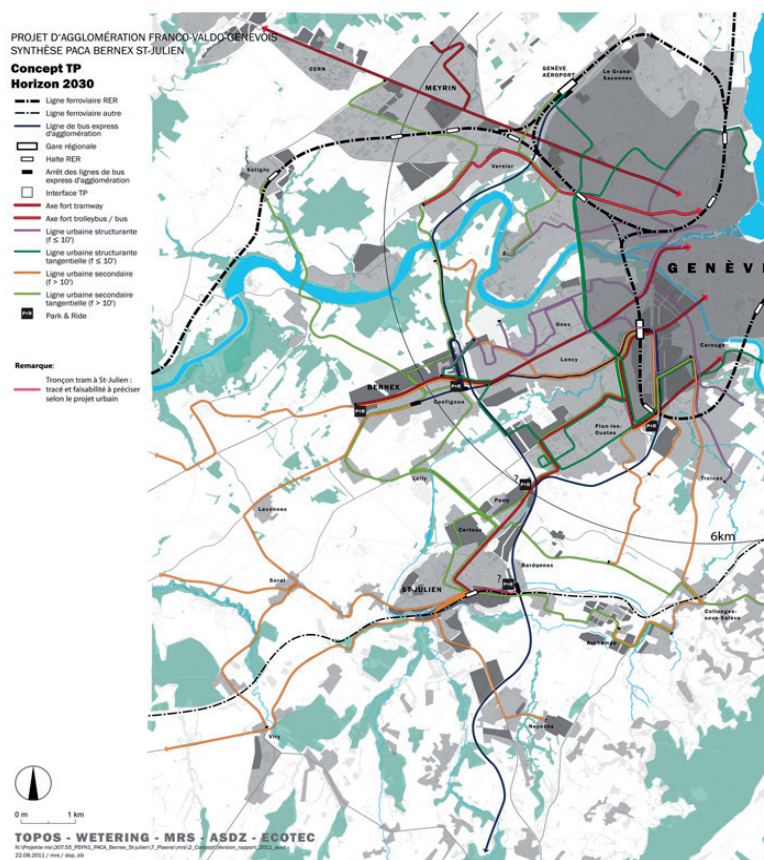 PROJET D'AGGLOMÉRATION FRANCO-VALDO-GENEVOIS
SYNTHÈSE PACA BERNEX ST-JULIEN
Concept TP
Horizon 2030
Ligne ferroviaire RER
Ligne ferroviaire autre
Ligne de bus express
d'agglomération
Gare régionale
Halte RER
Arrêt des lignes de bus
express d'agglomération
Interface TP
Axe fort tramway
Axe fort trolleybus / bus
Ligne urbaine structurante
(f ≤ 10')
Ligne urbaine structurante
tangentielle (f ≤ 10')
Ligne urbaine secondaire
(f > 10')
Ligne urbaine secondaire
tangentielle (f > 10')
P+R Park & Ride
Remarque:
Tronçon tram à St-Julien :
tracé et faisabilité à préciser
selon le projet urbain
CERN
MEYRIN
GENÈVE
AÉROPORT
Le Grand-
Saconnex
Satigny
Vernier
GENÈV
Onex
Lancy
Carouge
BERNEX
P+R
Confignon
P+R
Plan-les-
Ouates
P+R
Troinex
Lully
? P+R
Perly
Laconnex
Certoux
6km
Bardonnex
Soral
ST-JULIEN
?
P+R
Collonges-
sous-Salève
Archamps
Neydens
Viry
0 m 1 km
TOPOS - WETERING - MRS - ASDZ - ECOTEC
22.08.2011 / mrs / dap, zib